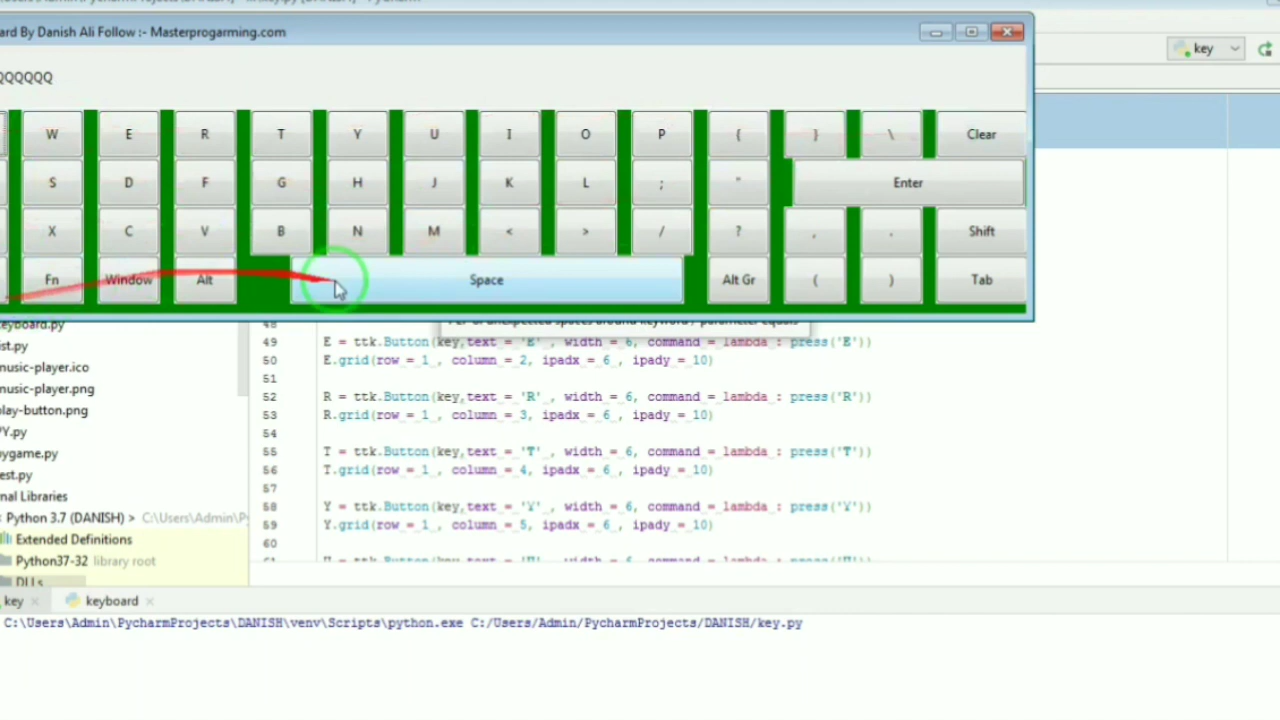 key
ard By Danish Ali Follow :- Masterprogarming.com
QQQQQQ
W E R T Y U I O P { } \ Clear
S D F G H J K L ; " Enter
X C V B N M < > / ? , . Shift
Fn Window Alt Space Alt Gr ( ) Tab
keyboard.py
ist.py
music-player.ico
music-player.png
play-button.png
Y.py
pygame.py
est.py
nal Libraries
Python 3.7 (DANISH) > C:\Users\Admin\Py
Extended Definitions
Python37-32 library root
DLLs
48
49 E = ttk.Button(key,text = 'E' , width = 6, command = lambda : press('E'))
50 E.grid(row = 1 , column = 2, ipadx = 6 , ipady = 10)
51
52 R = ttk.Button(key,text = 'R' , width = 6, command = lambda : press('R'))
53 R.grid(row = 1 , column = 3, ipadx = 6 , ipady = 10)
54
55 T = ttk.Button(key,text = 'T' , width = 6, command = lambda : press('T'))
56 T.grid(row = 1 , column = 4, ipadx = 6 , ipady = 10)
57
58 Y = ttk.Button(key,text = 'Y' , width = 6, command = lambda : press('Y'))
59 Y.grid(row = 1 , column = 5, ipadx = 6 , ipady = 10)
60
key keyboard
C:\Users\Admin\PycharmProjects\DANISH\venv\Scripts\python.exe C:/Users/Admin/PycharmProjects/DANISH/key.py